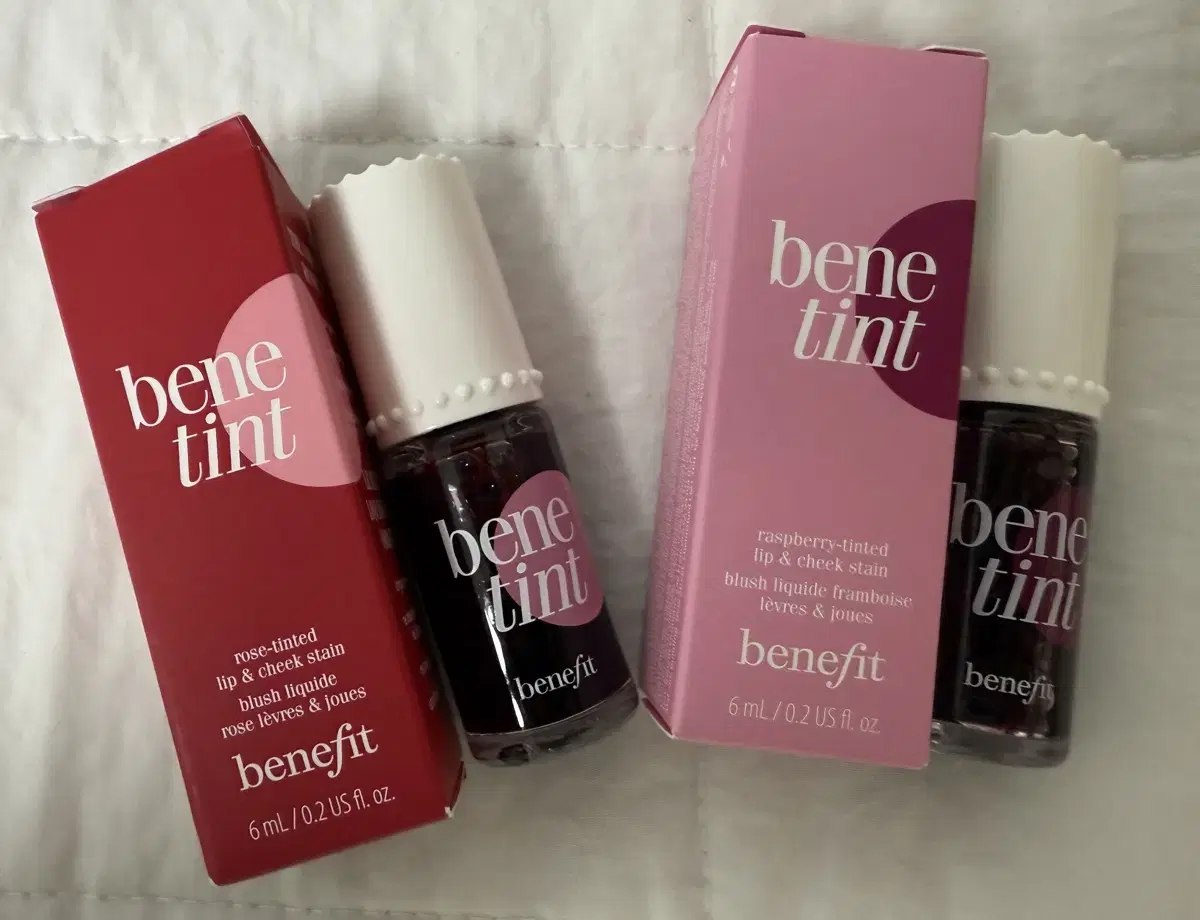 bene
tint
rose-tinted
lip & cheek stain
blush liquide
rose lèvres & joues
benefit
6 mL / 0.2 US fl. oz.
bene
tint
benefit
bene
tint
raspberry-tinted
lip & cheek stain
blush liquide framboise
lèvres & joues
benefit
6 mL / 0.2 US fl. oz.
bene
tint
benefit